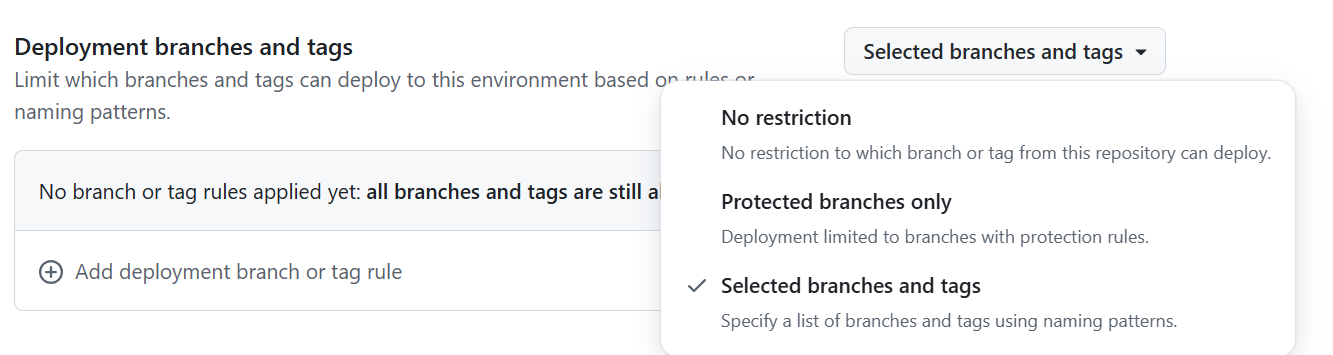 Deployment branches and tags
Selected branches and tags
Limit which branches and tags can deploy to this environment based on rules or
naming patterns.
No restriction
No restriction to which branch or tag from this repository can deploy.
No branch or tag rules applied yet: all branches and tags are still
Protected branches only
Deployment limited to branches with protection rules.
Add deployment branch or tag rule
Selected branches and tags
Specify a list of branches and tags using naming patterns.